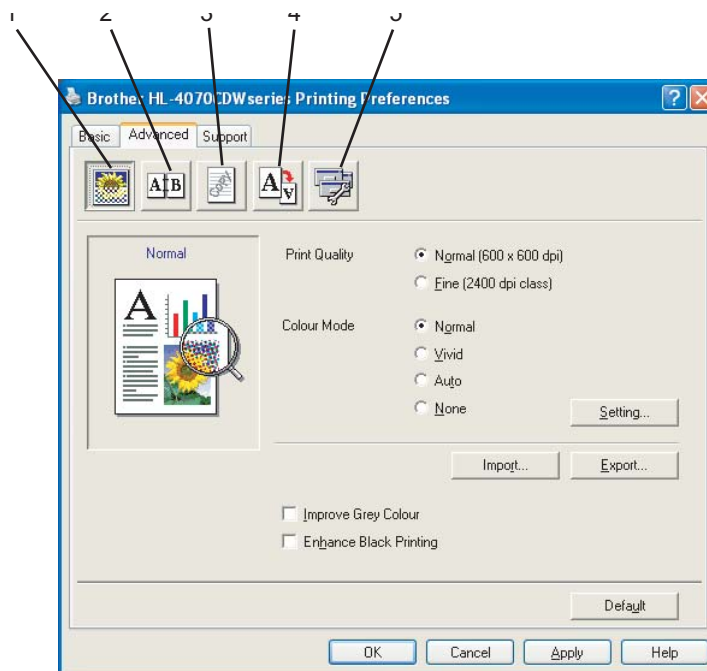 1 2 3 4 5
Brother HL-4070CDW series Printing Preferences
Basic Advanced Support
A B COPY A A
Normal
A
Print Quality
Normal (600 x 600 dpi)
Fine (2400 dpi class)
Colour Mode
Normal
Vivid
Auto
None
Setting...
Import... Export...
Improve Grey Colour
Enhance Black Printing
Default
OK Cancel Apply Help